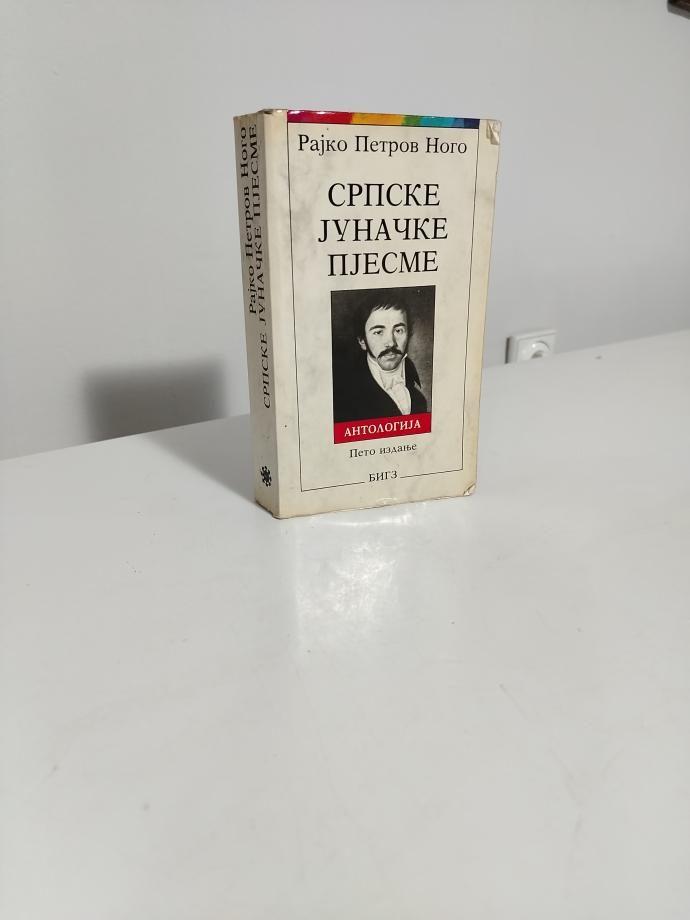 Рајко Петров Ного
СРПСКЕ ЈУНАЧКЕ ПЈЕСМЕ
Рајко Петров Ного
СРПСКЕ
ЈУНАЧКЕ
ПЈЕСМЕ
АНТОЛОГИЈА
Пето издање
БИГЗ